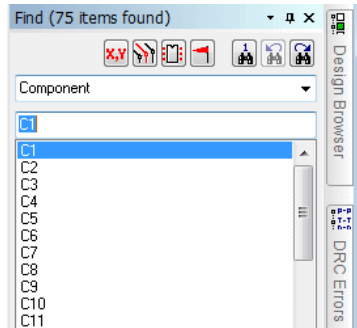 Find (75 items found)
X,Y
1
Component
C1
C1
C2
C3
C4
C5
C6
C7
C8
C9
C10
C11
Design Browser
P-P
T-T
n-n
DRC Errors